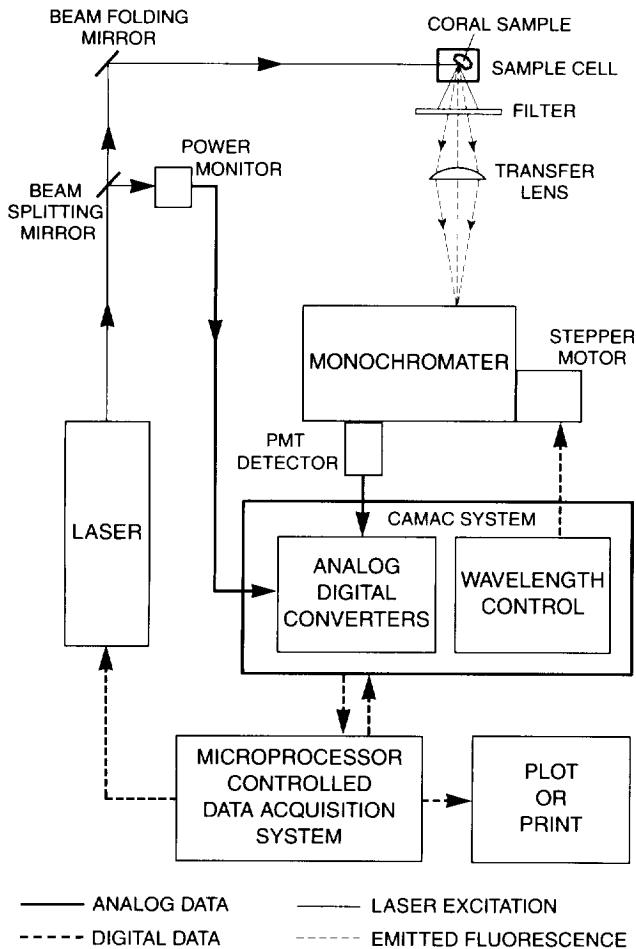 BEAM FOLDING
MIRROR
CORAL SAMPLE
SAMPLE CELL
FILTER
POWER
MONITOR
TRANSFER
LENS
BEAM
SPLITTING
MIRROR
STEPPER
MOTOR
MONOCHROMATER
PMT
DETECTOR
LASER
CAMAC SYSTEM
ANALOG
DIGITAL
CONVERTERS
WAVELENGTH
CONTROL
MICROPROCESSOR
CONTROLLED
DATA ACQUISITION
SYSTEM
PLOT
OR
PRINT
ANALOG DATA
LASER EXCITATION
DIGITAL DATA
EMITTED FLUORESCENCE